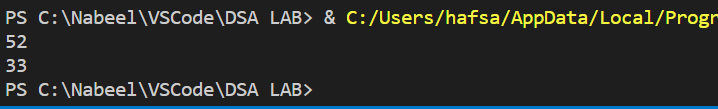 PS C:\Nabeel\VSCode\DSA LAB> & C:/Users/hafsa/AppData/Local/Progr
52
33
PS C:\Nabeel\VSCode\DSA LAB>